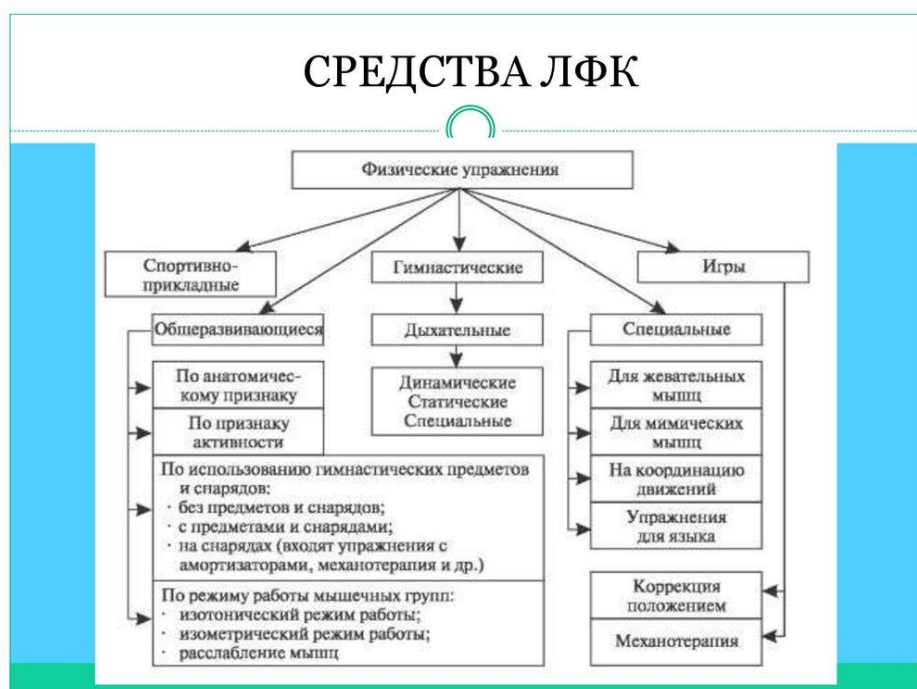 СРЕДСТВА ЛФК
Физические упражнения
Спортивно-
прикладные
Гимнастические
Игры
Общеразвивающиеся
Дыхательные
Специальные
По анатомичес-
кому признаку
По признаку
активности
Динамические
Статические
Специальные
Для жевательных
мышц
Для мимических
мышц
На координацию
движений
Упражнения
для языка
По использованию гимнастических предметов
и снарядов:
· без предметов и снарядов;
· с предметами и снарядами;
· на снарядах (входят упражнения с
амортизаторами, механотерапия и др.)
По режиму работы мышечных групп:
· изотонический режим работы;
· изометрический режим работы;
· расслабление мышц
Коррекция
положением
Механотерапия